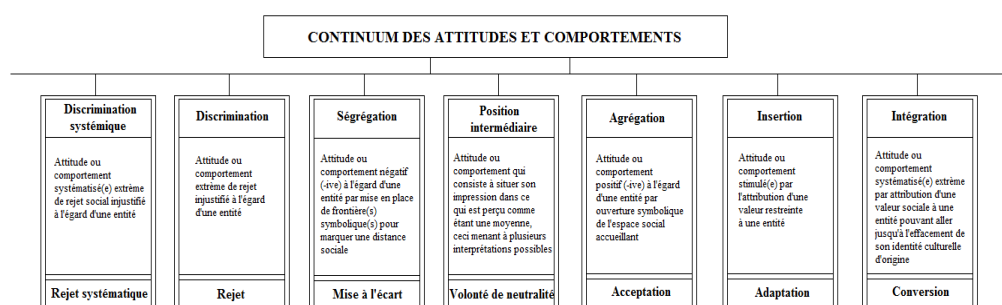 CONTINUUM DES ATTITUDES ET COMPORTEMENTS
Discrimination
systémique
Attitude ou
comportement
systématisé(e) extrême
de rejet social injustifié
à l'égard d'une entité
Rejet systématique
Discrimination
Attitude ou
comportement
extrême de rejet
injustifié à l'égard
d'une entité
Rejet
Ségrégation
Attitude ou
comportement négatif
(-ive) à l'égard d'une
entité par mise en place
de frontière(s)
symbolique(s) pour
marquer une distance
sociale
Mise à l'écart
Position
intermédiaire
Attitude ou
comportement qui
consiste à situer son
impression dans ce
qui est perçu comme
étant une moyenne,
ceci menant à plusieurs
interprétations possibles
Volonté de neutralité
Agrégation
Attitude ou
comportement
positif (-ive) à l'égard
d'une entité par
ouverture symbolique
de l'espace social
accueillant
Acceptation
Insertion
Attitude ou
comportement
stimulé(e) par
l'attribution d'une
valeur restreinte
à une entité
Adaptation
Intégration
Attitude ou
comportement
systématisé(e) extrême
par attribution d'une
valeur sociale à une
entité pouvant aller
jusqu'à l'effacement de
son identité culturelle
d'origine
Conversion